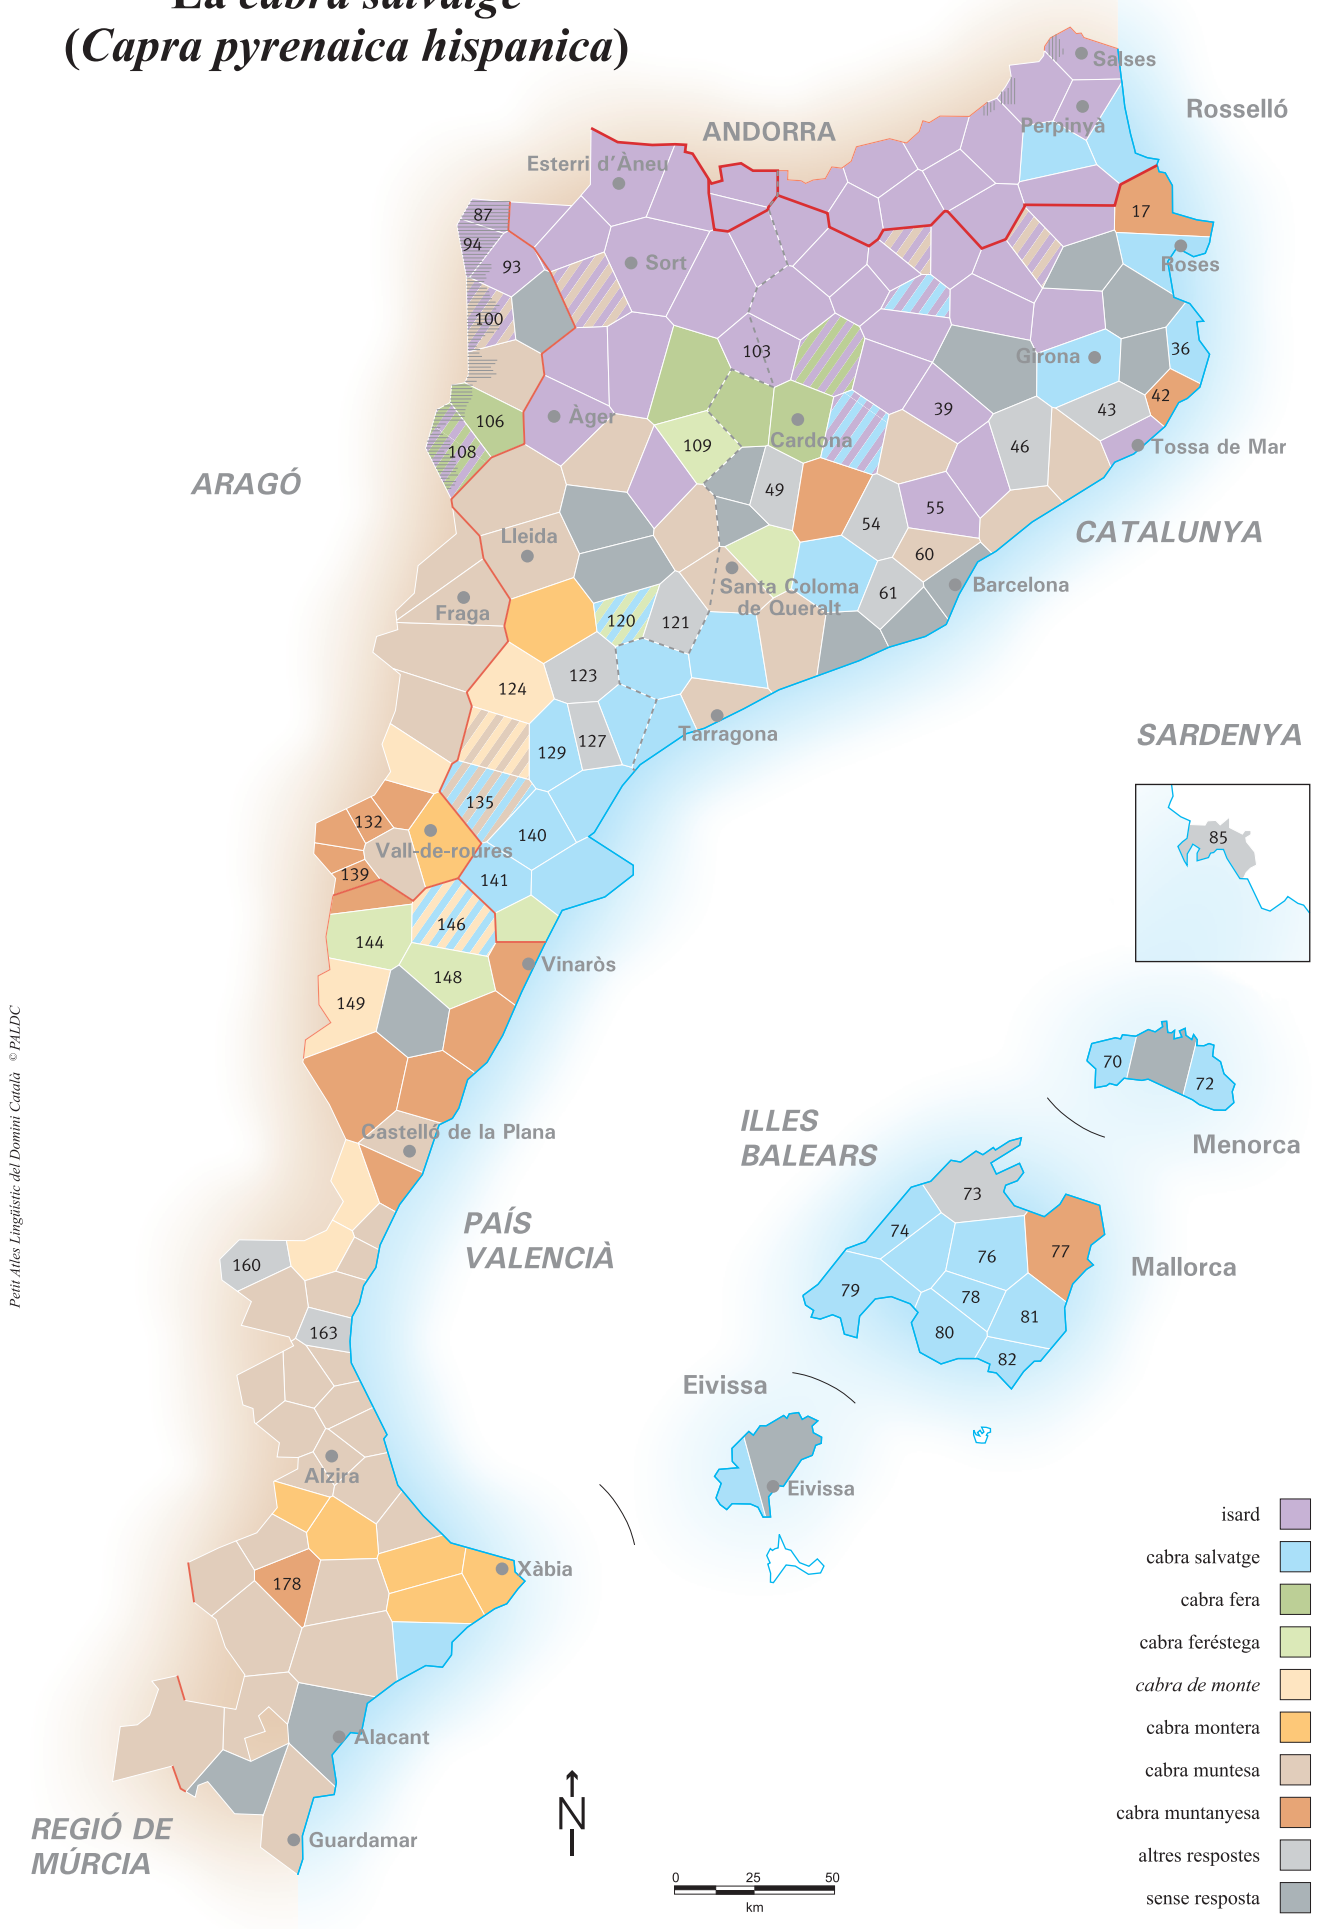 La cabra salvatge
(Capra pyrenaica hispanica)
Salses
Rosselló
Perpinyà
ANDORRA
Esterri d'Àneu
87
17
94
93
Sort
Roses
100
103
Girona
36
106
Àger
39
42
43
108
109
Cardona
46
Tossa de Mar
ARAGÓ
49
54
55
CATALUNYA
Lleida
60
Santa Coloma
de Queralt
Barcelona
61
Fraga
120
121
123
124
127
129
Tarragona
SARDENYA
85
132
135
140
Vall-de-roures
139
141
146
144
148
Vinaròs
149
Petit Atles Lingüístic del Domini Català © PALDC
70
72
Menorca
ILLES
BALEARS
Castelló de la Plana
73
74
76
77
Mallorca
PAÍS
VALENCIÀ
160
79
78
81
80
82
163
Eivissa
Eivissa
Alzira
Xàbia
178
Alacant
REGIÓ DE
MÚRCIA
Guardamar
N
0 25 50
km
isard
cabra salvatge
cabra fera
cabra feréstega
cabra de monte
cabra montera
cabra muntesa
cabra muntanyesa
altres respostes
sense resposta